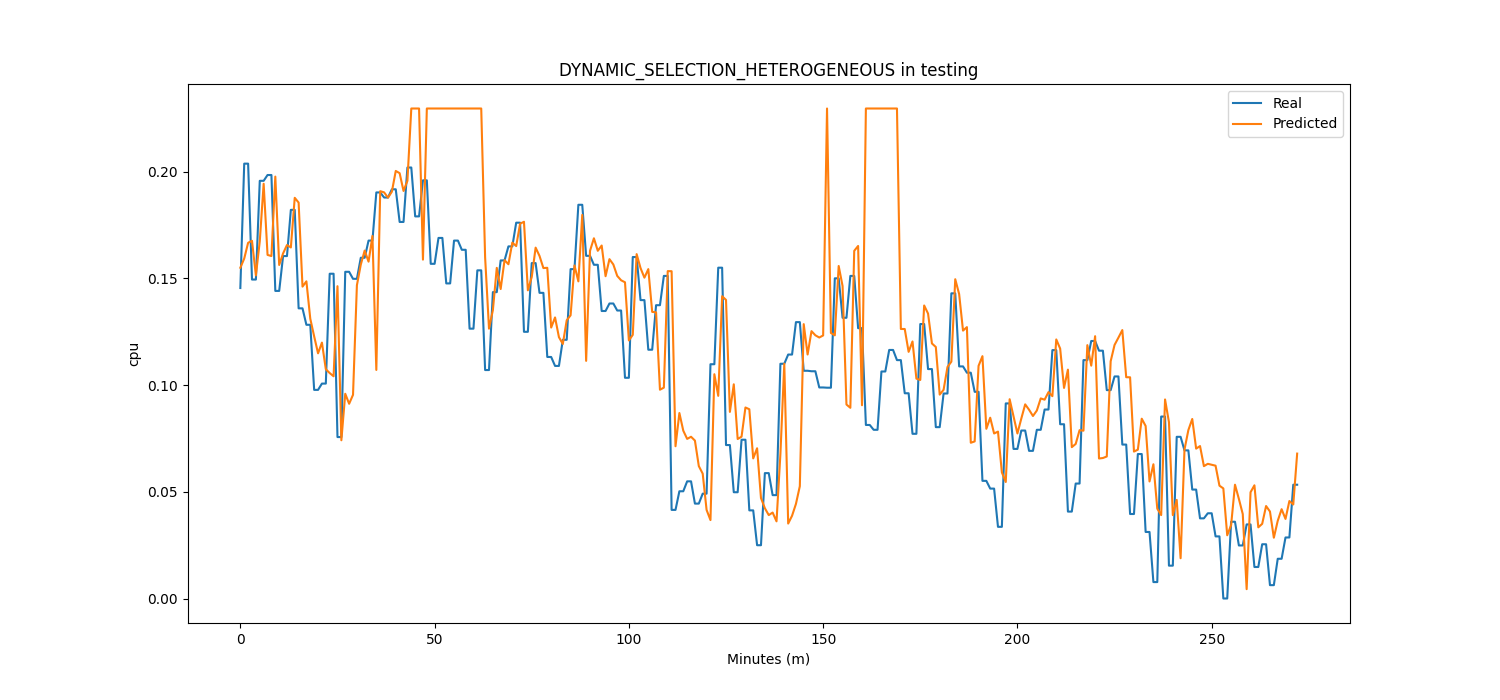 DYNAMIC_SELECTION_HETEROGENEOUS in testing
Real
Predicted
cpu
0.20
0.15
0.10
0.05
0.00
0
50
100
150
200
250
Minutes (m)